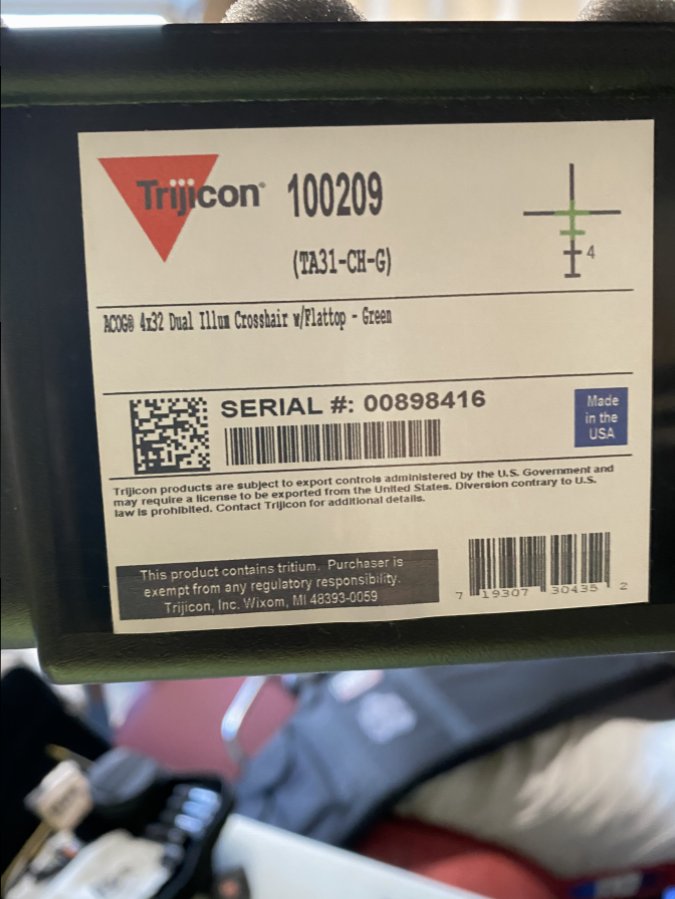 Trijicon® 100209
(TA31-CH-G)
4
ACOG® 4x32 Dual Illum Crosshair w/Flattop - Green
SERIAL #: 00898416
Made
in the
USA
Trijicon products are subject to export controls administered by the U.S. Government and
may require a license to be exported from the United States. Diversion contrary to U.S.
law is prohibited. Contact Trijicon for additional details.
This product contains tritium. Purchaser is
exempt from any regulatory responsibility.
Trijicon, Inc. Wixom, MI 48393-0059
7 19307 30435 2